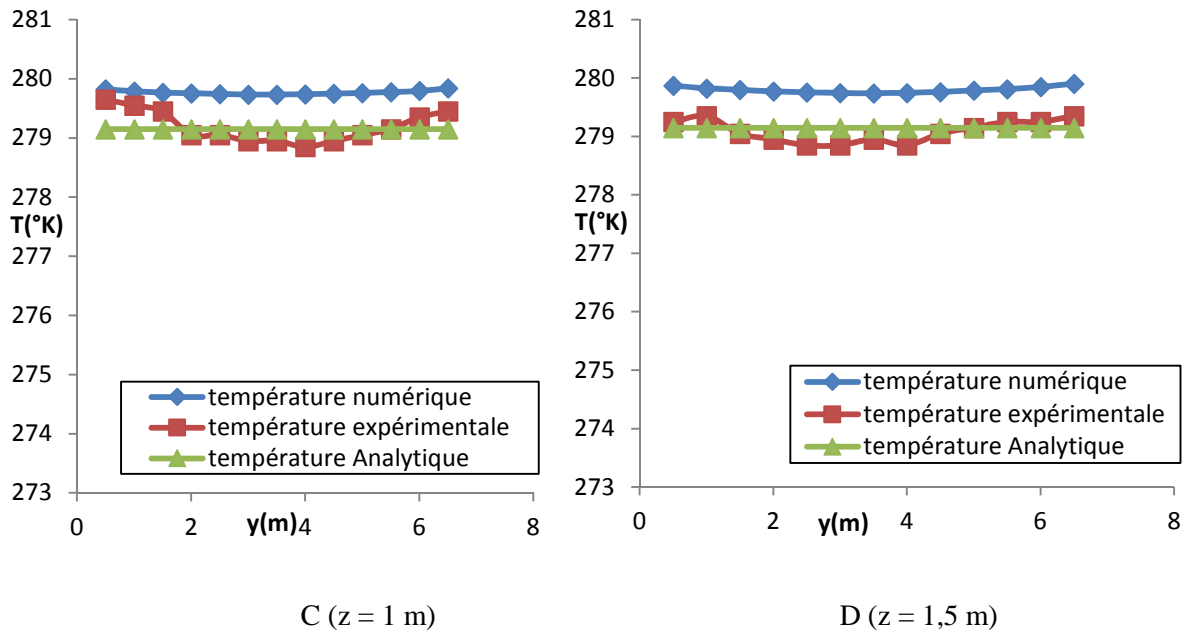 281
280
279
278
277
276
275
274
273
T(°K)
0
2
4
6
8
y(m)
température numérique
température expérimentale
température Analytique
C (z = 1 m)
281
280
279
278
277
276
275
274
273
T(°K)
0
2
4
6
8
y(m)
température numérique
température expérimentale
température Analytique
D (z = 1,5 m)